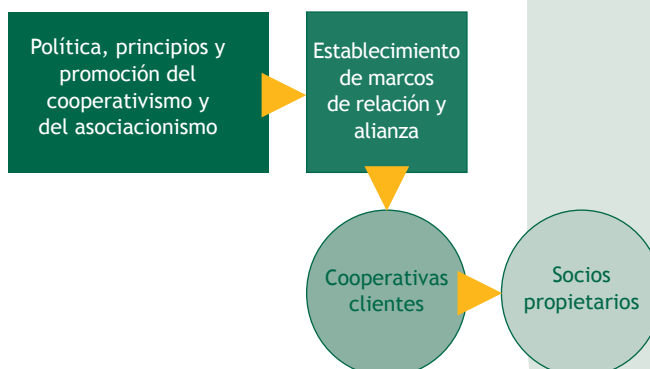 Política, principios y
promoción del
cooperativismo y
del asociacionismo
Establecimiento
de marcos
de relación y
alianza
Cooperativas
clientes
Socios
propietarios